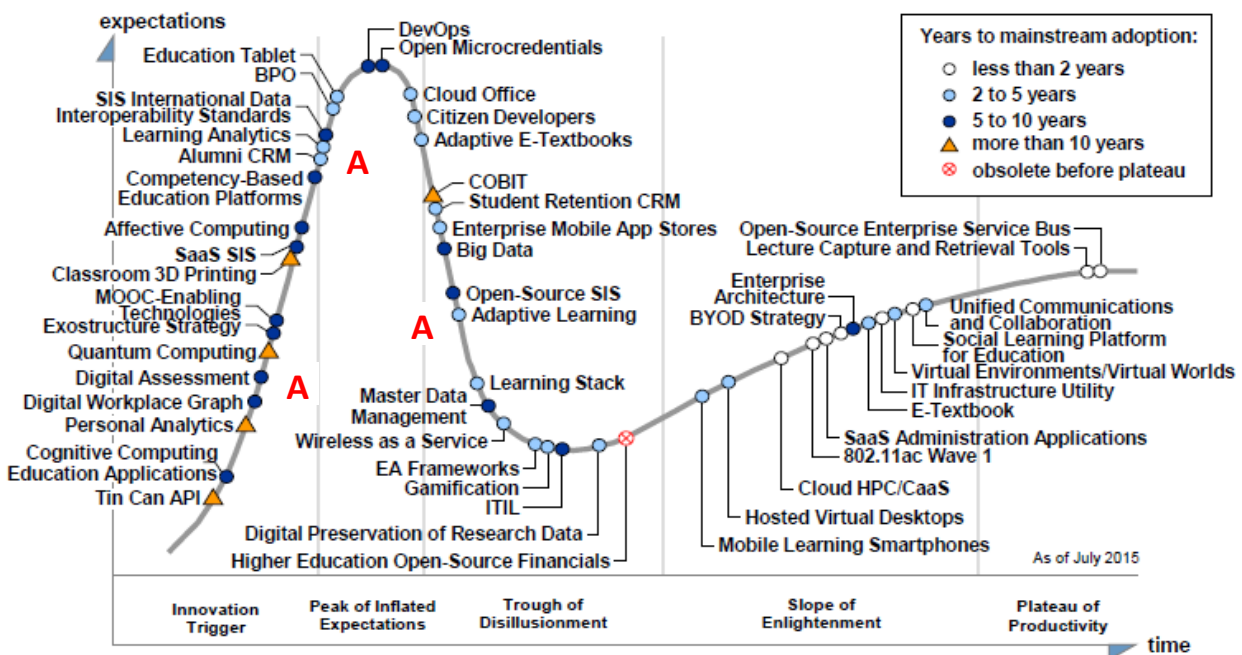 expectations
DevOps
Open Microcredentials
Education Tablet
BPO
SIS International Data
Interoperability Standards
Learning Analytics
Alumni CRM
Competency-Based
Education Platforms
Affective Computing
SaaS SIS
Classroom 3D Printing
MOOC-Enabling
Technologies
Exostructure Strategy
Quantum Computing
Digital Assessment
Digital Workplace Graph
Personal Analytics
Cognitive Computing
Education Applications
Tin Can API
A
A
A
Cloud Office
Citizen Developers
Adaptive E-Textbooks
COBIT
Student Retention CRM
Enterprise Mobile App Stores
Big Data
Open-Source SIS
Adaptive Learning
Learning Stack
Master Data
Management
Wireless as a Service
EA Frameworks
Gamification
ITIL
Digital Preservation of Research Data
Higher Education Open-Source Financials
Years to mainstream adoption:
less than 2 years
2 to 5 years
5 to 10 years
more than 10 years
obsolete before plateau
Open-Source Enterprise Service Bus
Lecture Capture and Retrieval Tools
Enterprise
Architecture
BYOD Strategy
Unified Communications
and Collaboration
Social Learning Platform
for Education
Virtual Environments/Virtual Worlds
IT Infrastructure Utility
E-Textbook
SaaS Administration Applications
802.11ac Wave 1
Cloud HPC/CaaS
Hosted Virtual Desktops
Mobile Learning Smartphones
As of July 2015
Innovation
Trigger
Peak of Inflated
Expectations
Trough of
Disillusionment
Slope of
Enlightenment
Plateau of
Productivity
time